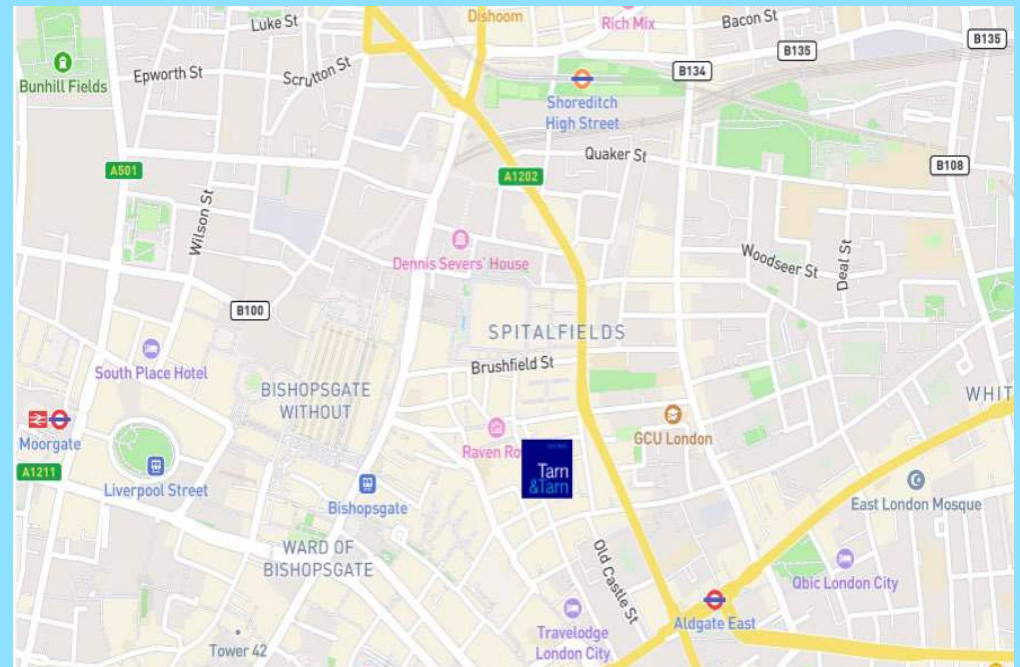 Luke St
Dishoom
Rich Mix
Bacon St
B135
B135
Bunhill Fields
Epworth St
Scrutton St
B134
Shoreditch
High Street
Quaker St
A501
A1202
B108
Wilson St
Dennis Severs' House
Woodseer St
Deal St
B100
SPITALFIELDS
Brushfield St
South Place Hotel
BISHOPSGATE
WITHOUT
WHIT
Moorgate
GCU London
Raven Ro
Tarn
&Tarn
A1211
Liverpool Street
Bishopsgate
East London Mosque
WARD OF
BISHOPSGATE
Old Castle St
Qbic London City
Aldgate East
Travelodge
London City
Tower 42